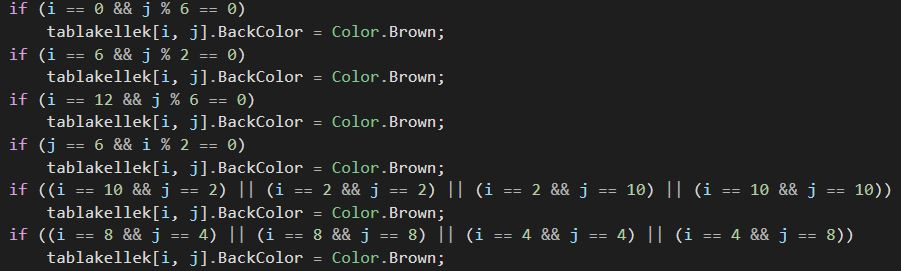 if (i == 0 && j % 6 == 0)
    tablakellek[i, j].BackColor = Color.Brown;
if (i == 6 && j % 2 == 0)
    tablakellek[i, j].BackColor = Color.Brown;
if (i == 12 && j % 6 == 0)
    tablakellek[i, j].BackColor = Color.Brown;
if (j == 6 && i % 2 == 0)
    tablakellek[i, j].BackColor = Color.Brown;
if ((i == 10 && j == 2) || (i == 2 && j == 2) || (i == 2 && j == 10) || (i == 10 && j == 10))
    tablakellek[i, j].BackColor = Color.Brown;
if ((i == 8 && j == 4) || (i == 8 && j == 8) || (i == 4 && j == 4) || (i == 4 && j == 8))
    tablakellek[i, j].BackColor = Color.Brown;